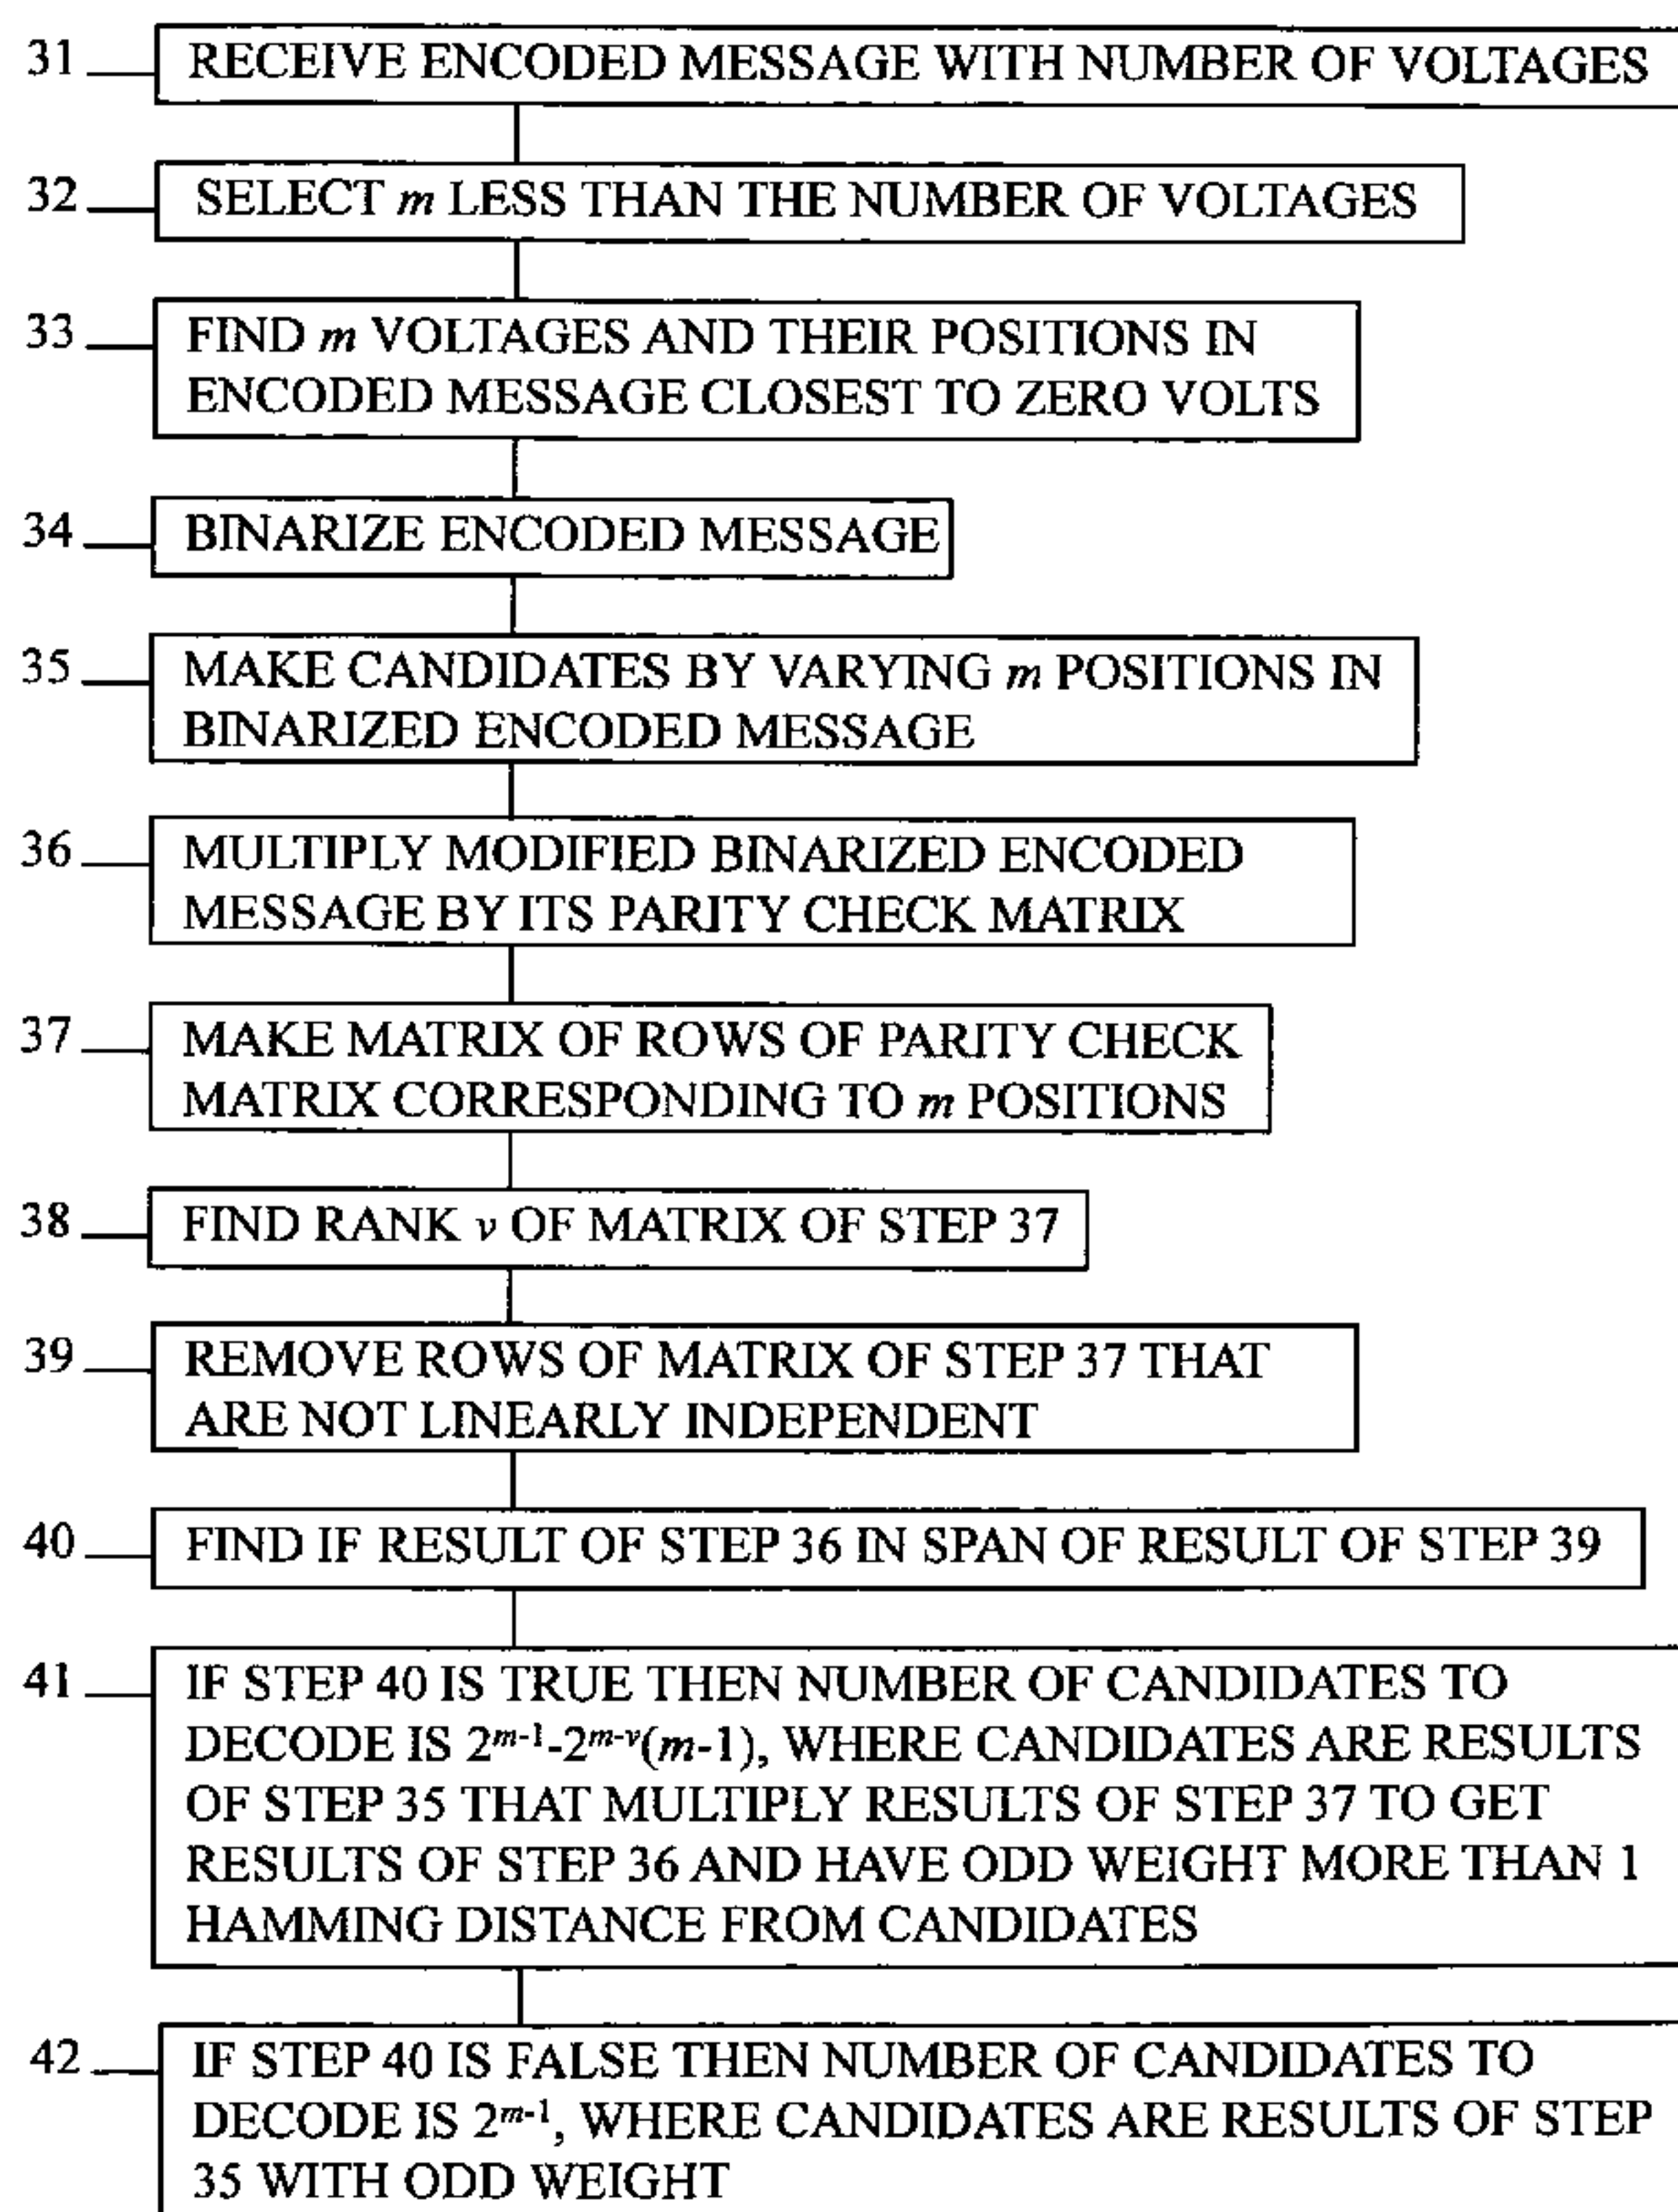 31 RECEIVE ENCODED MESSAGE WITH NUMBER OF VOLTAGES
32 SELECT m LESS THAN THE NUMBER OF VOLTAGES
33 FIND m VOLTAGES AND THEIR POSITIONS IN
ENCODED MESSAGE CLOSEST TO ZERO VOLTS
34 BINARIZE ENCODED MESSAGE
35 MAKE CANDIDATES BY VARYING m POSITIONS IN
BINARIZED ENCODED MESSAGE
36 MULTIPLY MODIFIED BINARIZED ENCODED
MESSAGE BY ITS PARITY CHECK MATRIX
37 MAKE MATRIX OF ROWS OF PARITY CHECK
MATRIX CORRESPONDING TO m POSITIONS
38 FIND RANK v OF MATRIX OF STEP 37
39 REMOVE ROWS OF MATRIX OF STEP 37 THAT
ARE NOT LINEARLY INDEPENDENT
40 FIND IF RESULT OF STEP 36 IN SPAN OF RESULT OF STEP 39
41 IF STEP 40 IS TRUE THEN NUMBER OF CANDIDATES TO
DECODE IS 2^{m-1}-2^{m-v}(m-1), WHERE CANDIDATES ARE RESULTS
OF STEP 35 THAT MULTIPLY RESULTS OF STEP 37 TO GET
RESULTS OF STEP 36 AND HAVE ODD WEIGHT MORE THAN 1
HAMMING DISTANCE FROM CANDIDATES
42 IF STEP 40 IS FALSE THEN NUMBER OF CANDIDATES TO
DECODE IS 2^{m-1}, WHERE CANDIDATES ARE RESULTS OF STEP
35 WITH ODD WEIGHT